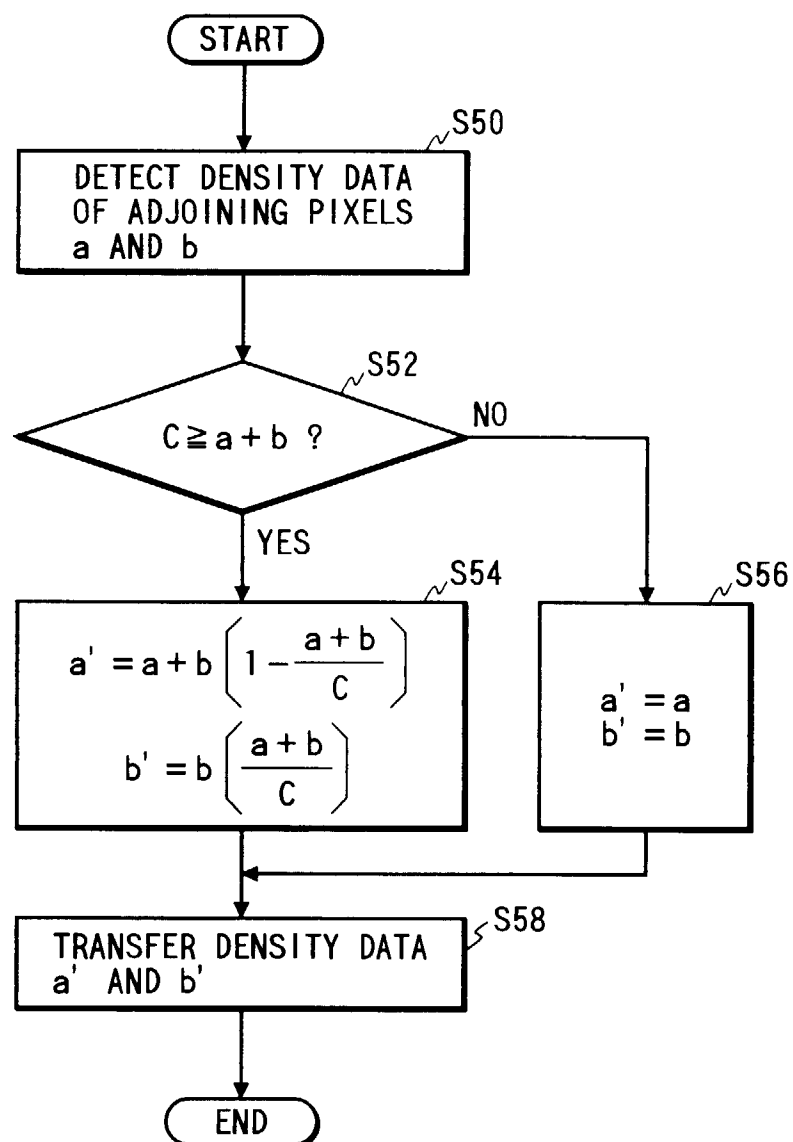 START
S50
DETECT DENSITY DATA
OF ADJOINING PIXELS
a AND b
S52
C ≧ a + b ?
NO
YES
S54
a' = a + b (1 - (a + b)/C)
b' = b ((a + b)/C)
S56
a' = a
b' = b
S58
TRANSFER DENSITY DATA
a' AND b'
END